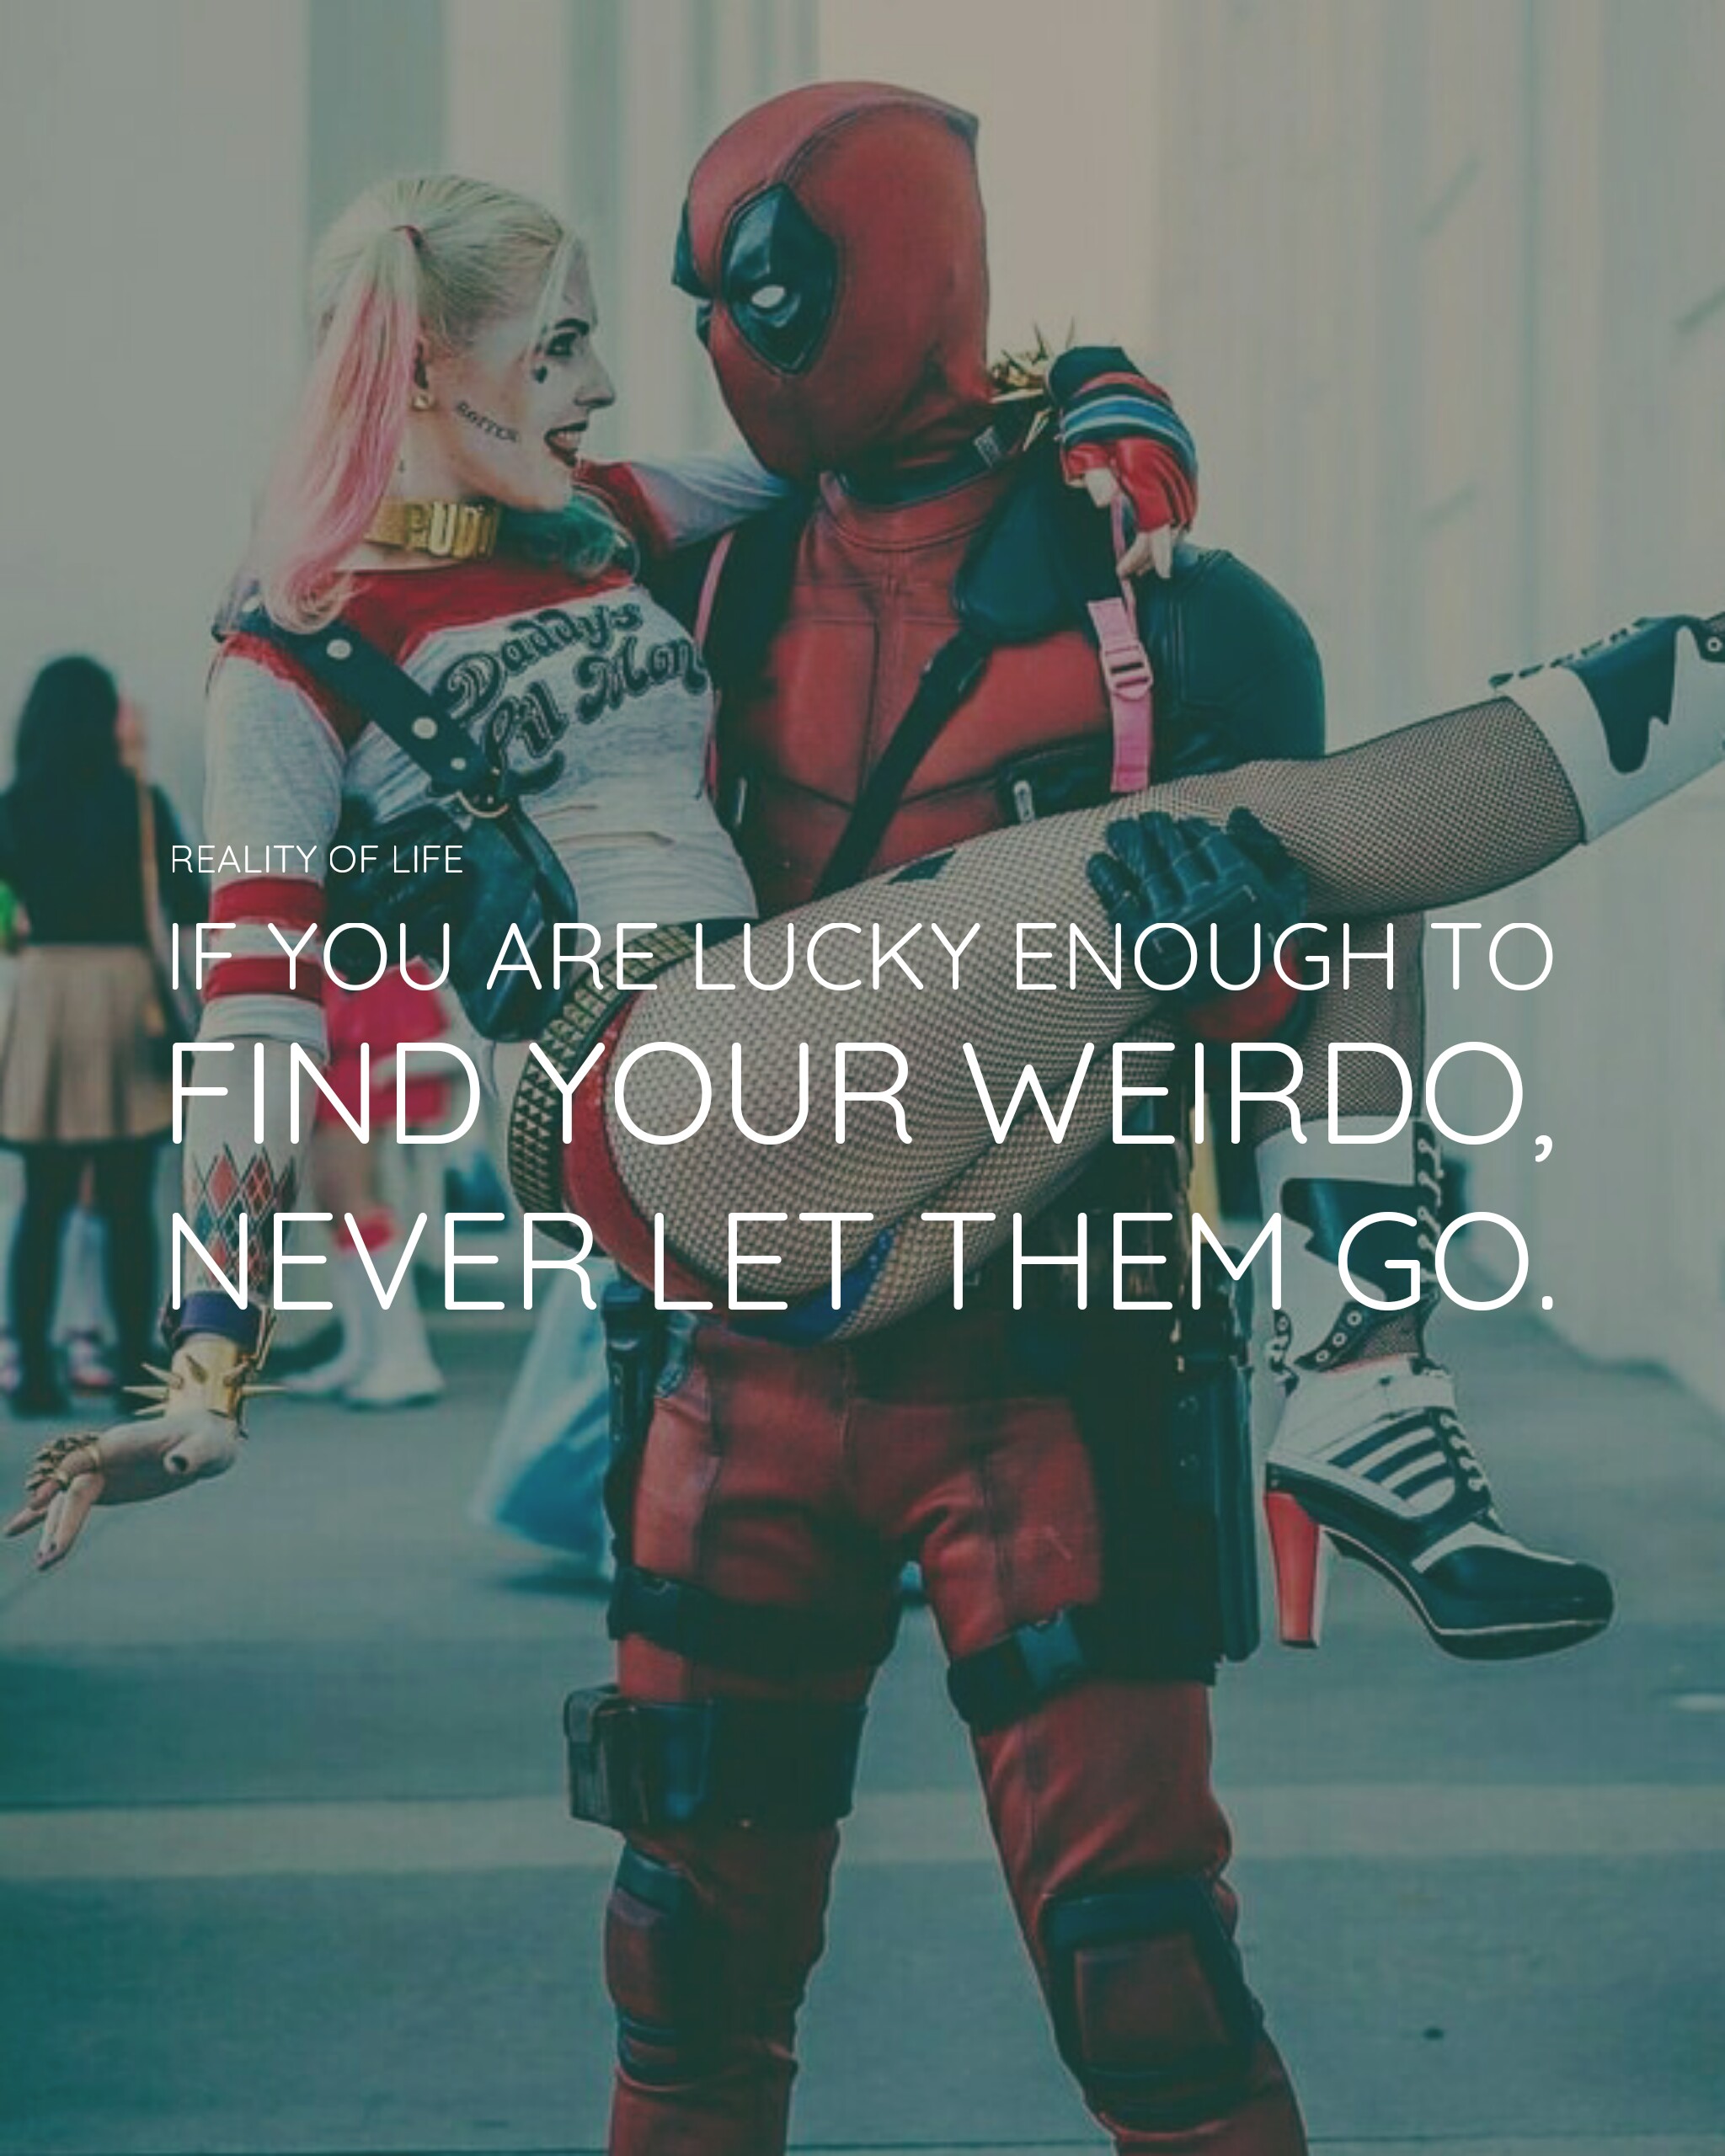 ROTTEN
PUD
Daddy's
Lil Mon
REALITY OF LIFE
IF YOU ARE LUCKY ENOUGH TO
FIND YOUR WEIRDO,
NEVER LET THEM GO.